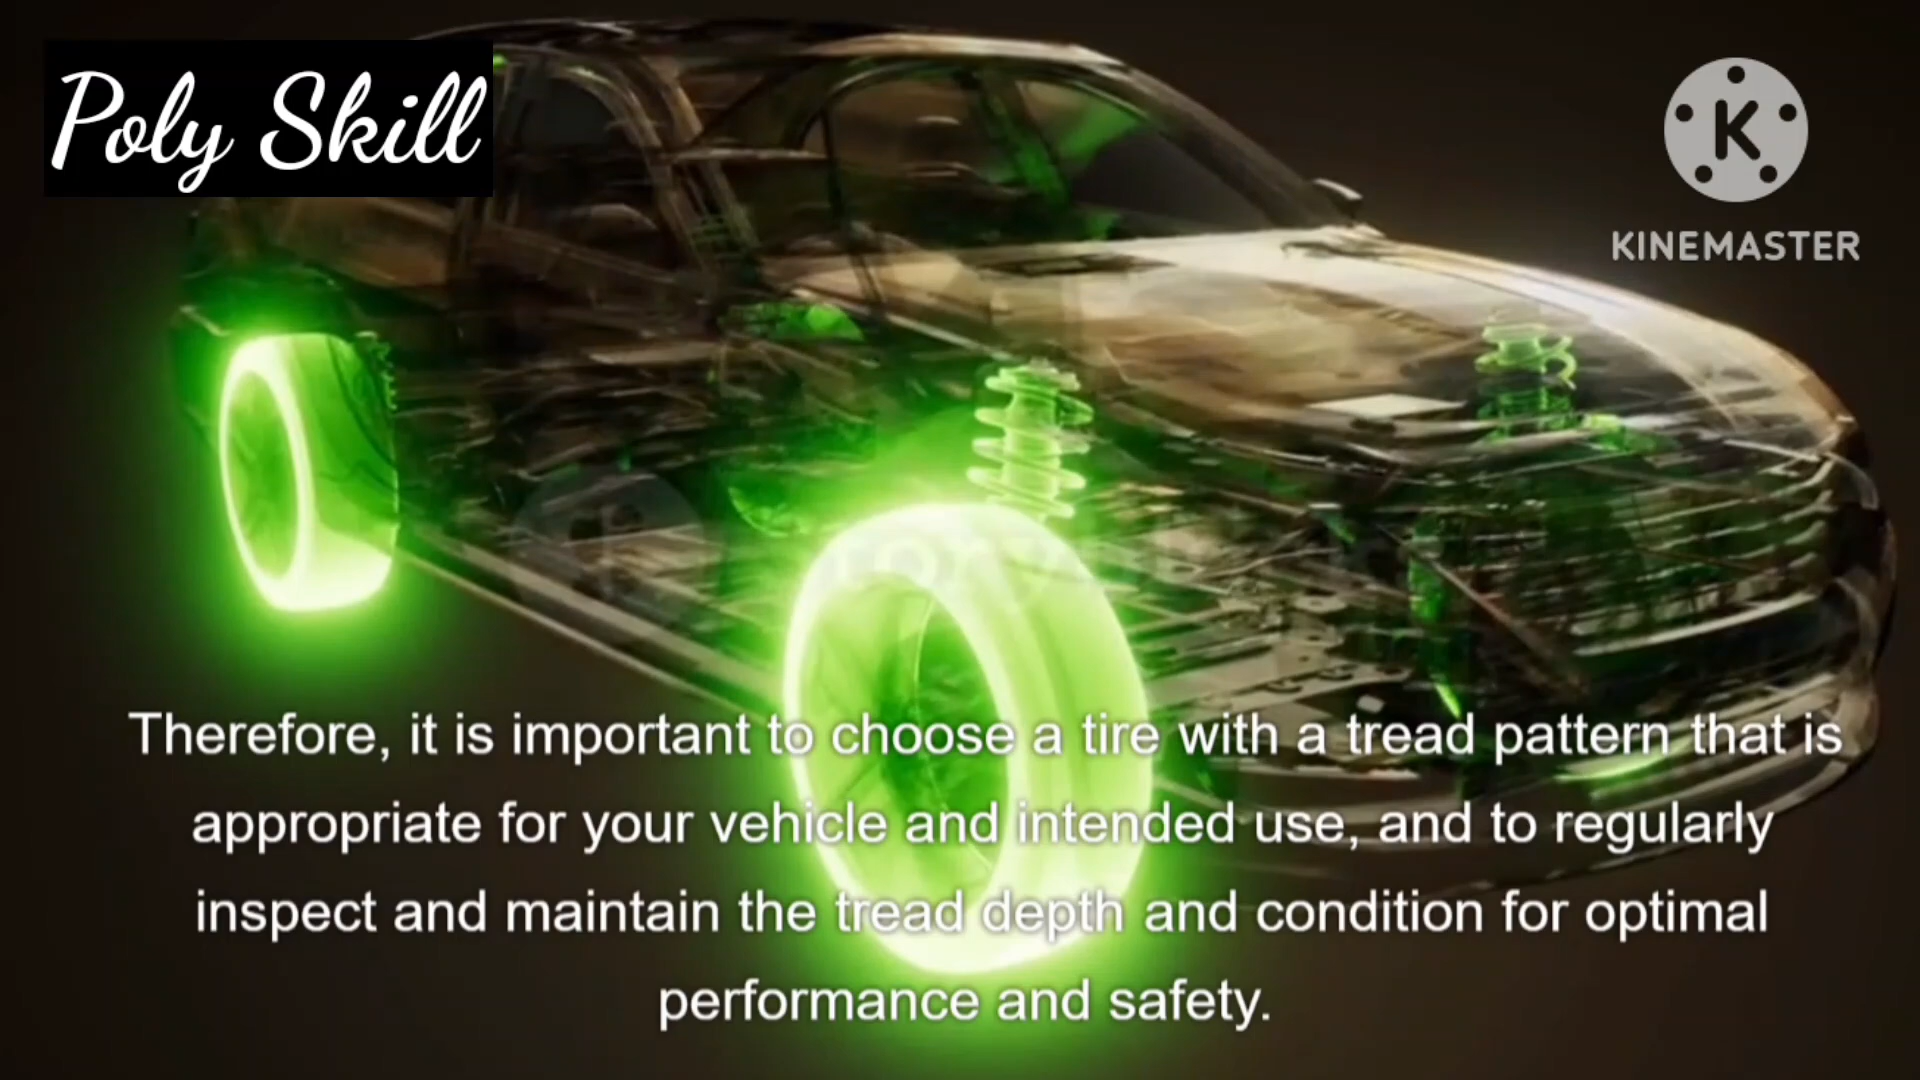 Poly Skill
K
KINEMASTER
Therefore, it is important to choose a tire with a tread pattern that is
appropriate for your vehicle and intended use, and to regularly
inspect and maintain the tread depth and condition for optimal
performance and safety.